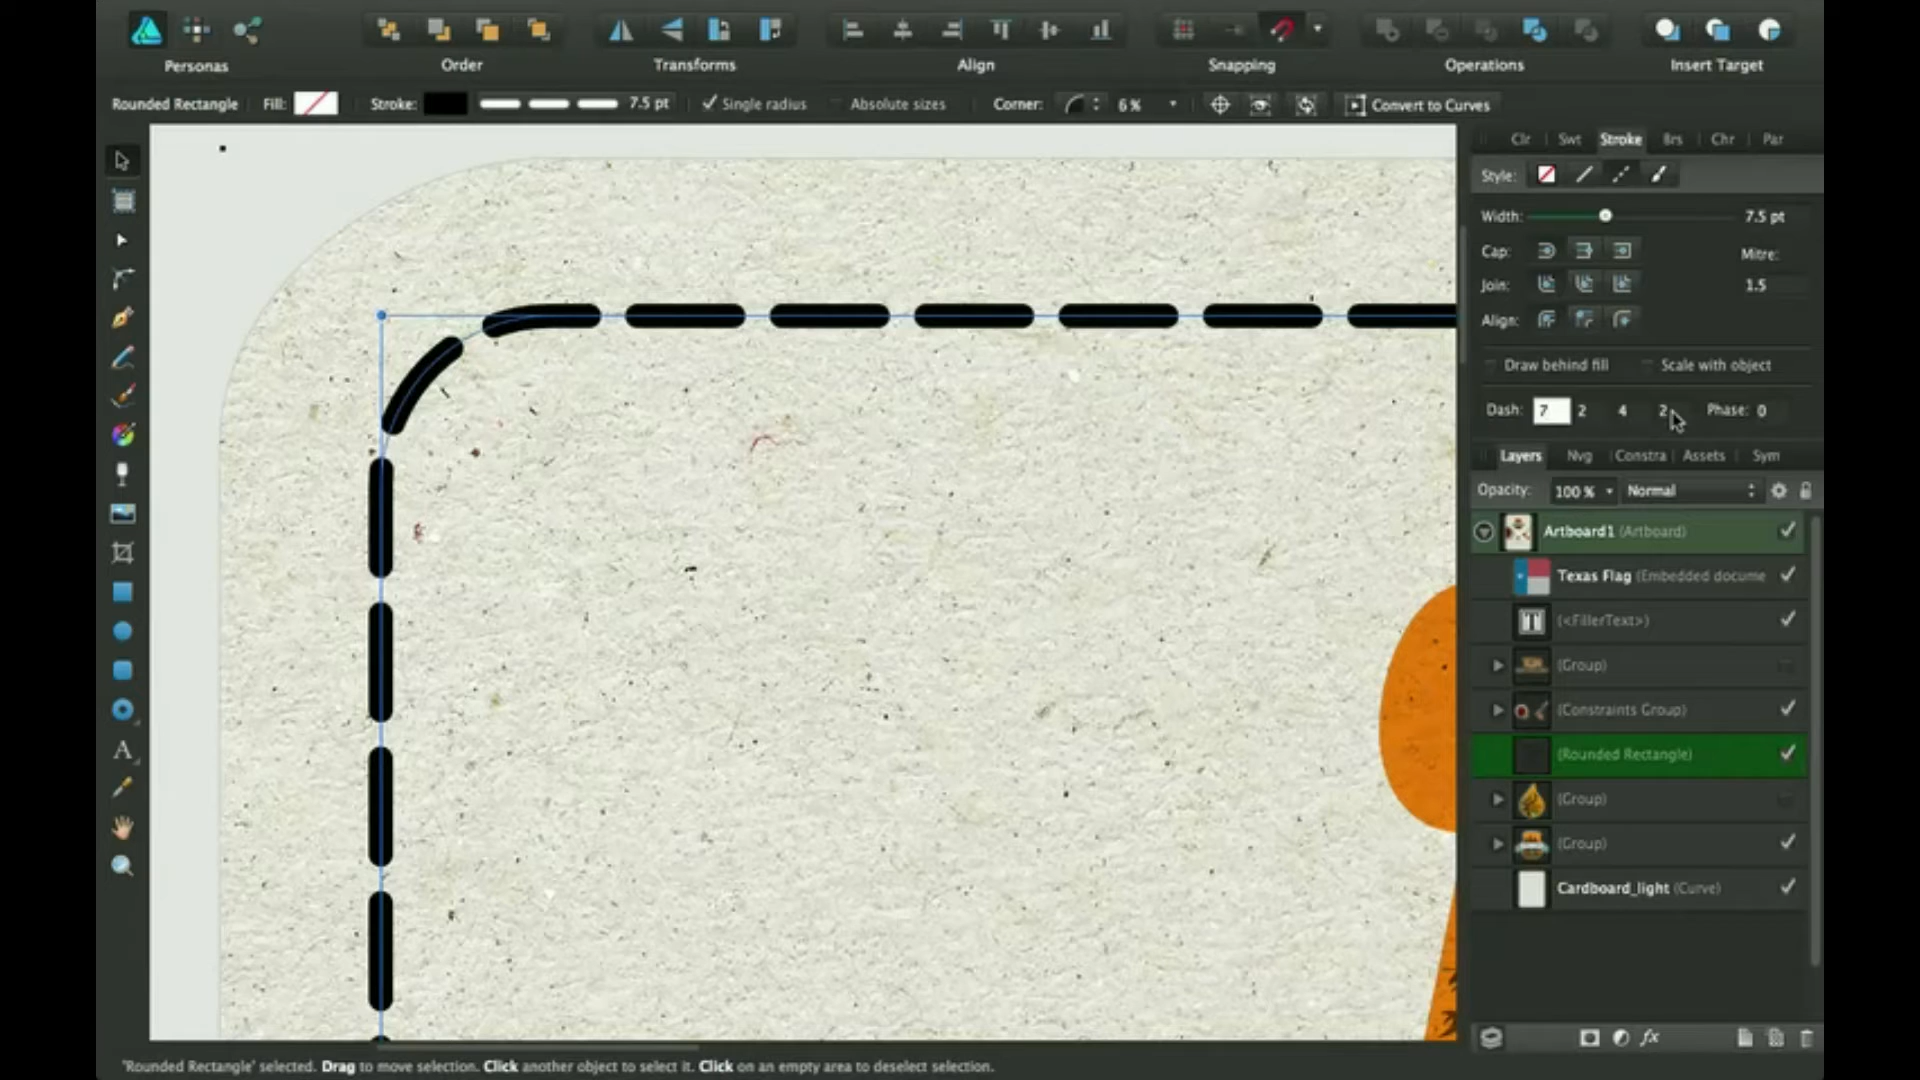 Personas Order Transforms Align Snapping Operations Insert Target
Rounded Rectangle Fill: Stroke: 7.5 pt Single radius Absolute sizes Corner: 6 % Convert to Curves
Clr Swt Stroke Brs Chr Par
Style:
Width: 7.5 pt
Cap: Mitre:
Join: 1.5
Align:
Draw behind fill Scale with object
Dash: 7 2 4 2 Phase: 0
Layers Nvg Constra Assets Sym
Opacity: 100 % Normal
Artboard1 (Artboard)
Texas Flag (Embedded docume
(<FillerText>)
(Group)
(Constraints Group)
(Rounded Rectangle)
(Group)
(Group)
Cardboard_light (Curve)
fx
'Rounded Rectangle' selected. Drag to move selection. Click another object to select it. Click on an empty area to deselect selection.